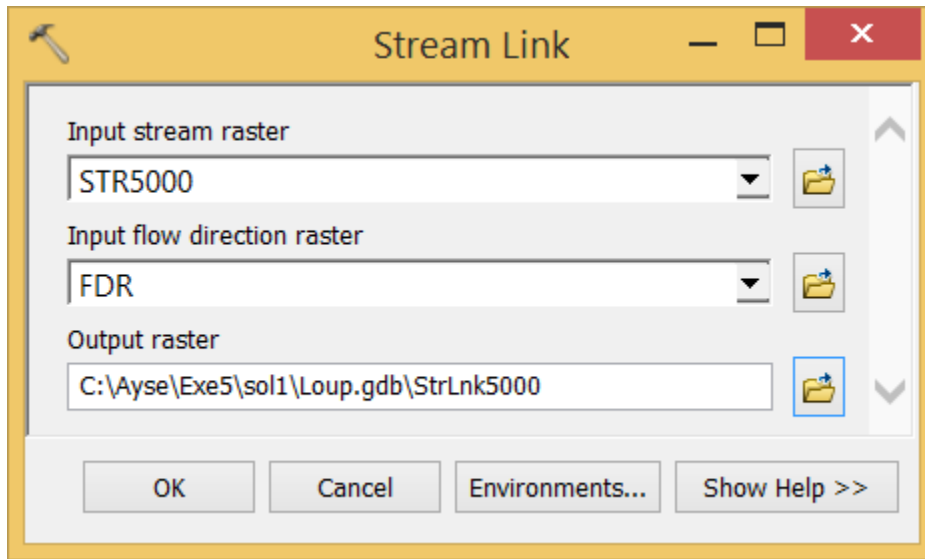 Stream Link
Input stream raster
STR5000
Input flow direction raster
FDR
Output raster
C:\Ayse\Exe5\sol1\Loup.gdb\StrLnk5000
OK Cancel Environments... Show Help >>